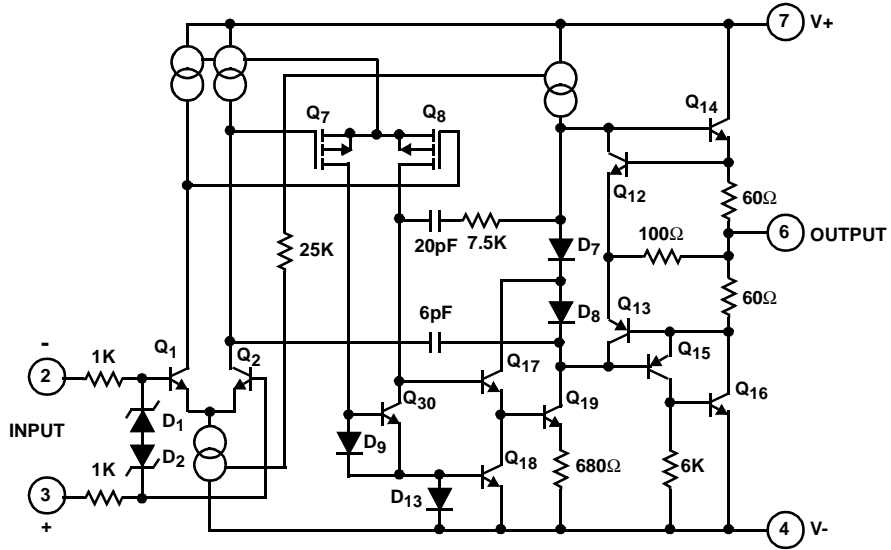 7 V+
Q14
Q7
Q8
Q12
60Ω
6 OUTPUT
100Ω
25K
20pF 7.5K
D7
60Ω
6pF
D8
Q13
-
Q1
Q2
Q17
Q15
2
1K
Q30
Q19
Q16
INPUT
D1
D9
D2
Q18
680Ω
6K
1K
D13
3
+
4 V-